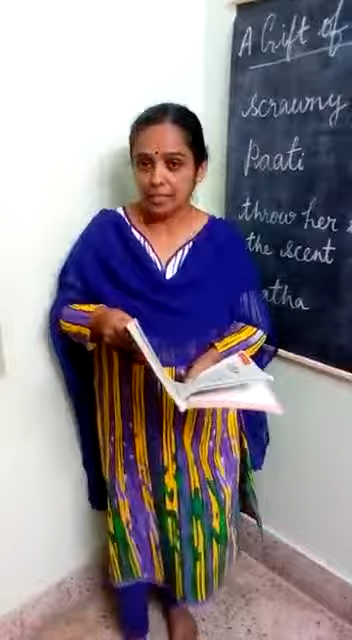 A Gift of
scrawny
Paati
throw her
the scent
atha